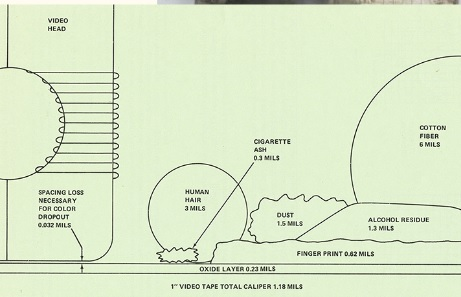 VIDEO
HEAD
CIGARETTE
ASH
0.3 MILS
COTTON
FIBER
6 MILS
SPACING LOSS
NECESSARY
FOR COLOR
DROPOUT
0.032 MILS
HUMAN
HAIR
3 MILS
DUST
1.5 MILS
ALCOHOL RESIDUE
1.3 MILS
FINGER PRINT 0.62 MILS
OXIDE LAYER 0.23 MILS
1" VIDEO TAPE TOTAL CALIPER 1.18 MILS